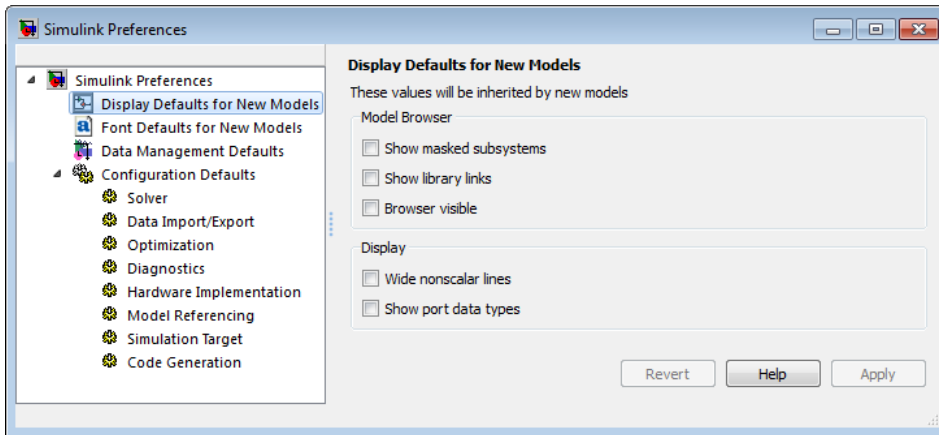 Simulink Preferences
Simulink Preferences
Display Defaults for New Models
Font Defaults for New Models
Data Management Defaults
Configuration Defaults
Solver
Data Import/Export
Optimization
Diagnostics
Hardware Implementation
Model Referencing
Simulation Target
Code Generation
Display Defaults for New Models
These values will be inherited by new models
Model Browser
Show masked subsystems
Show library links
Browser visible
Display
Wide nonscalar lines
Show port data types
Revert Help Apply